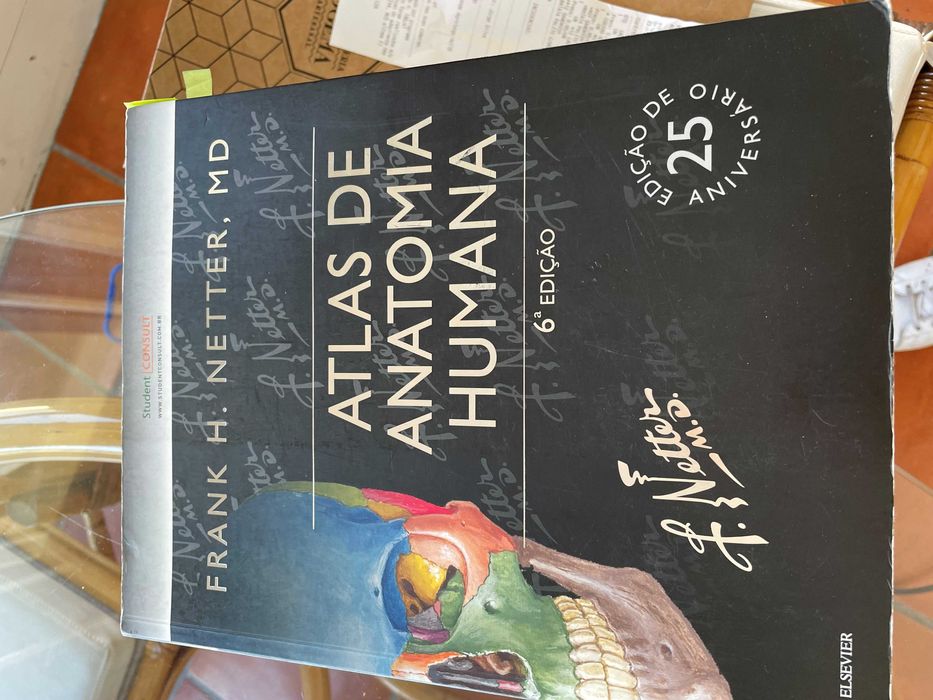 Student CONSULT
WWW.STUDENTCONSULT.COM.BR
FRANK H. NETTER, MD
ATLAS DE
ANATOMIA
HUMANA
6ª EDIÇÃO
EDIÇÃO DE
25
ANIVERSÁRIO
F. Netter
M.D.
ELSEVIER